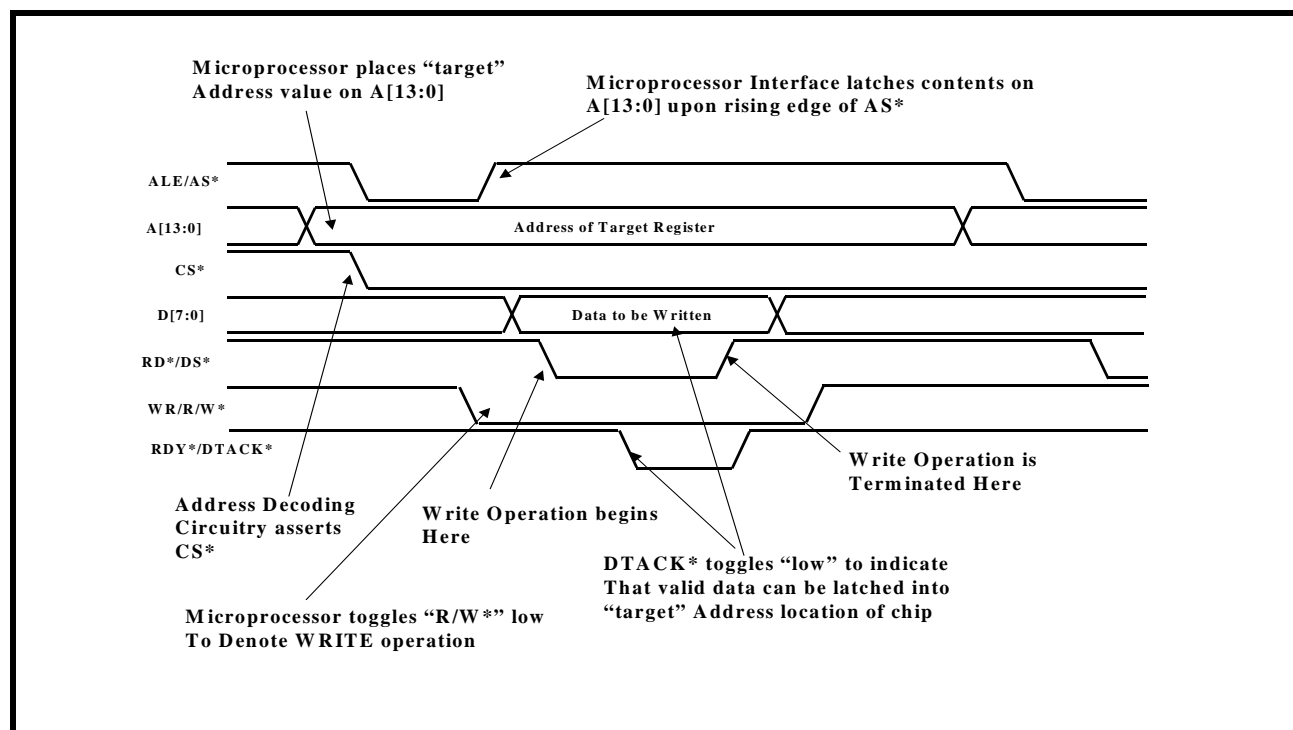 Microprocessor places “target”
Address value on A[13:0]
Microprocessor Interface latches contents on
A[13:0] upon rising edge of AS*
ALE/AS*
A[13:0]
Address of Target Register
CS*
D[7:0]
Data to be Written
RD*/DS*
WR/R/W*
RDY*/DTACK*
Write Operation is
Terminated Here
Address Decoding
Circuitry asserts
CS*
Write Operation begins
Here
DTACK* toggles “low” to indicate
That valid data can be latched into
“target” Address location of chip
Microprocessor toggles “R/W*” low
To Denote WRITE operation